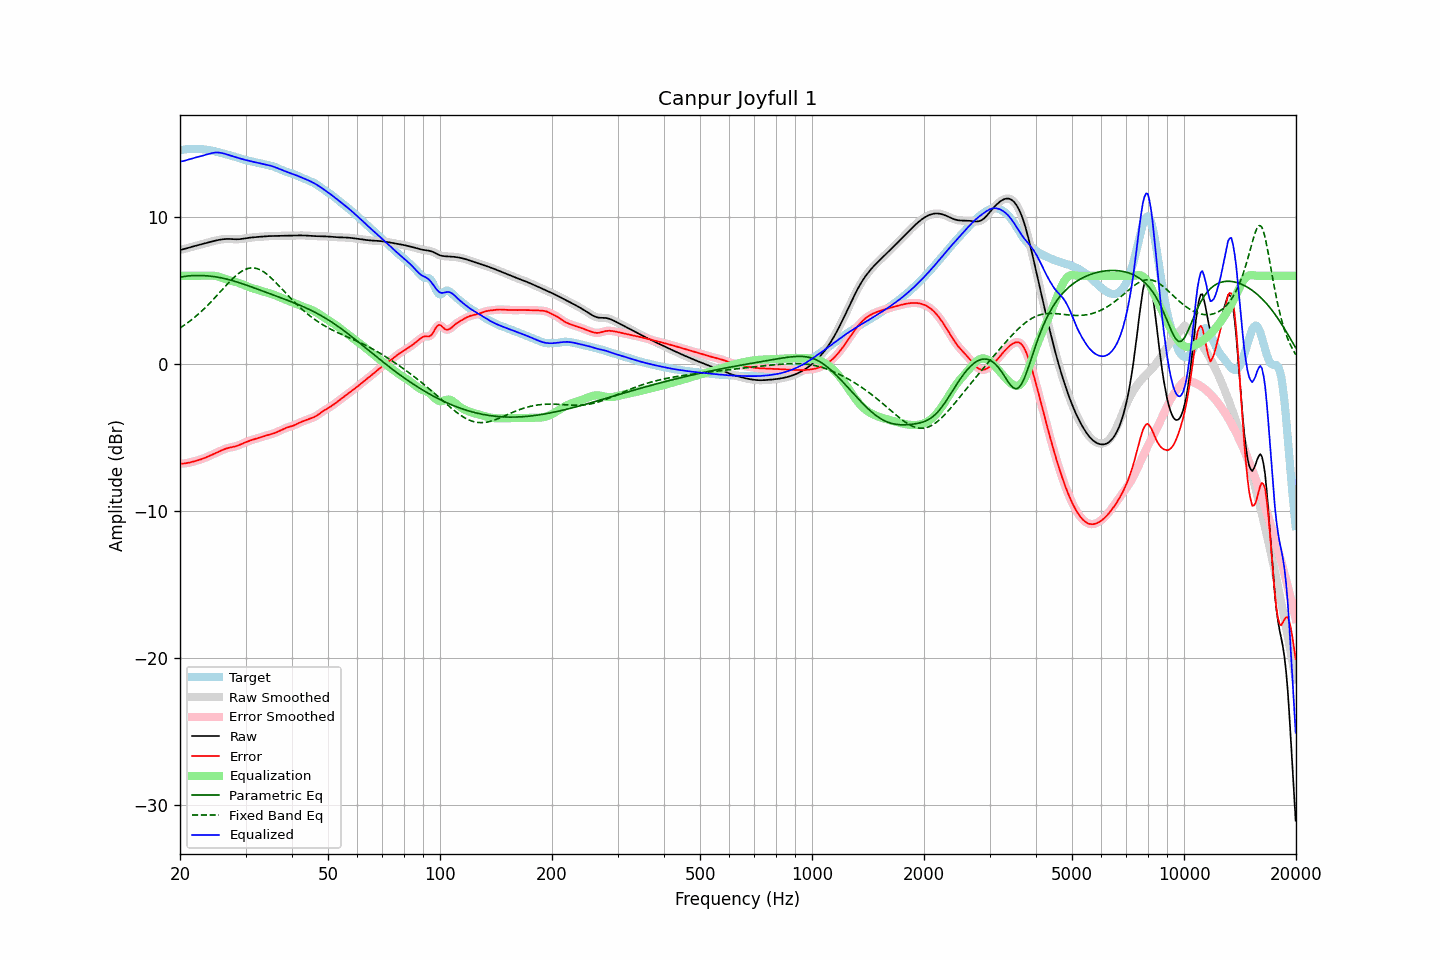 Canpur Joyfull 1
Amplitude (dBr)
10
0
−10
−20
−30
Target
Raw Smoothed
Error Smoothed
Raw
Error
Equalization
Parametric Eq
Fixed Band Eq
Equalized
20 50 100 200 500 1000 2000 5000 10000 20000
Frequency (Hz)